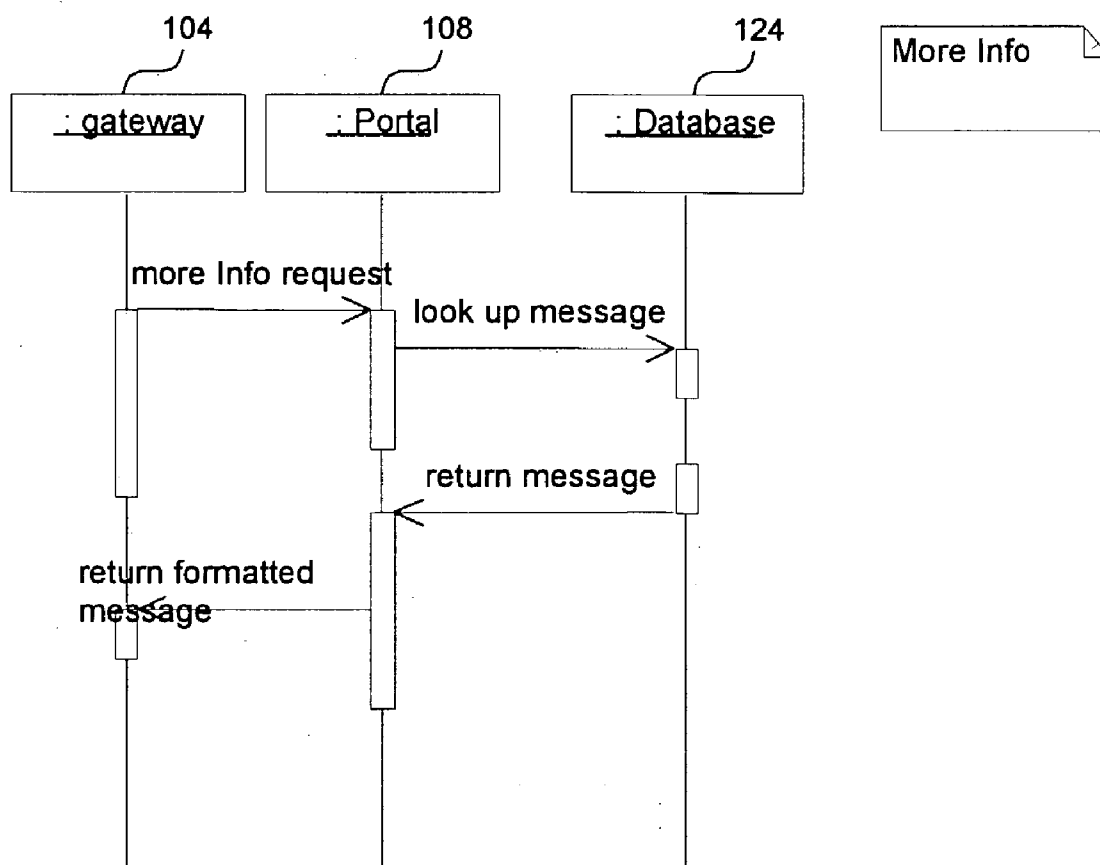 104
108
124
More Info
: gateway
: Portal
: Database
more Info request
look up message
return message
return formatted
message